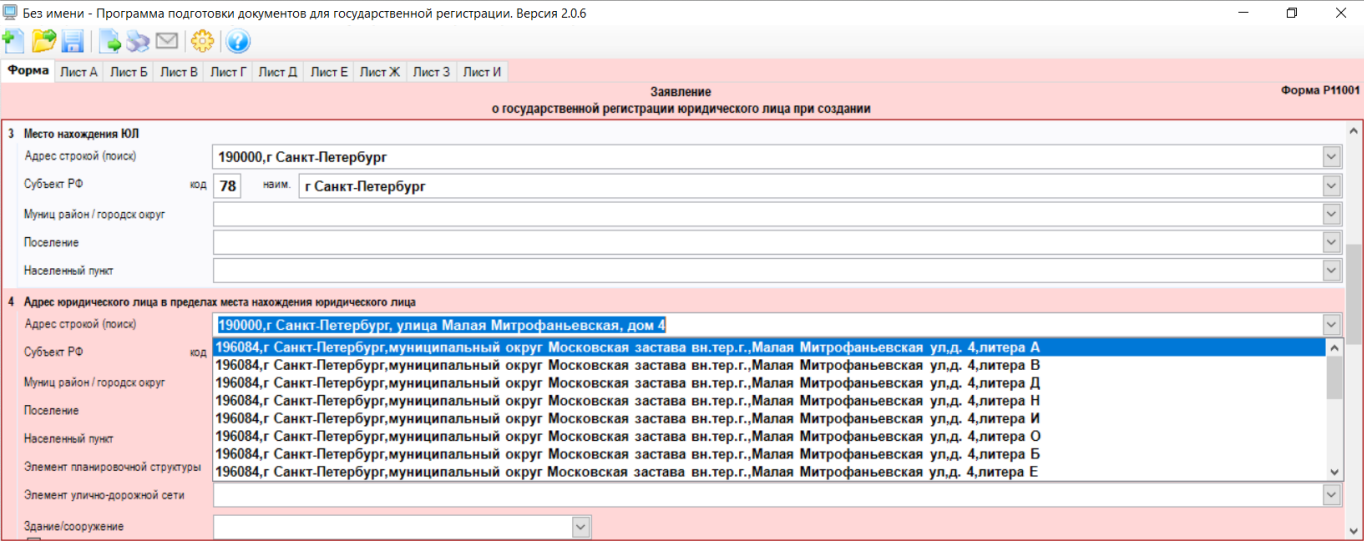 Без имени - Программа подготовки документов для государственной регистрации. Версия 2.0.6
Форма Лист А Лист Б Лист В Лист Г Лист Д Лист Е Лист Ж Лист З Лист И
Заявление Форма Р11001
о государственной регистрации юридического лица при создании
3 Место нахождения ЮЛ
Адрес строкой (поиск) 190000,г Санкт-Петербург
Субъект РФ код 78 наим. г Санкт-Петербург
Муниц район / городск округ
Поселение
Населенный пункт
4 Адрес юридического лица в пределах места нахождения юридического лица
Адрес строкой (поиск) 190000,г Санкт-Петербург, улица Малая Митрофаньевская, дом 4
Субъект РФ код 196084,г Санкт-Петербург,муниципальный округ Московская застава вн.тер.г.,Малая Митрофаньевская ул,д. 4,литера А
196084,г Санкт-Петербург,муниципальный округ Московская застава вн.тер.г.,Малая Митрофаньевская ул,д. 4,литера В
Муниц район / городск округ 196084,г Санкт-Петербург,муниципальный округ Московская застава вн.тер.г.,Малая Митрофаньевская ул,д. 4,литера Д
196084,г Санкт-Петербург,муниципальный округ Московская застава вн.тер.г.,Малая Митрофаньевская ул,д. 4,литера Н
Поселение 196084,г Санкт-Петербург,муниципальный округ Московская застава вн.тер.г.,Малая Митрофаньевская ул,д. 4,литера И
Населенный пункт 196084,г Санкт-Петербург,муниципальный округ Московская застава вн.тер.г.,Малая Митрофаньевская ул,д. 4,литера О
196084,г Санкт-Петербург,муниципальный округ Московская застава вн.тер.г.,Малая Митрофаньевская ул,д. 4,литера Б
Элемент планировочной структуры 196084,г Санкт-Петербург,муниципальный округ Московская застава вн.тер.г.,Малая Митрофаньевская ул,д. 4,литера Е
Элемент улично-дорожной сети
Здание/сооружение